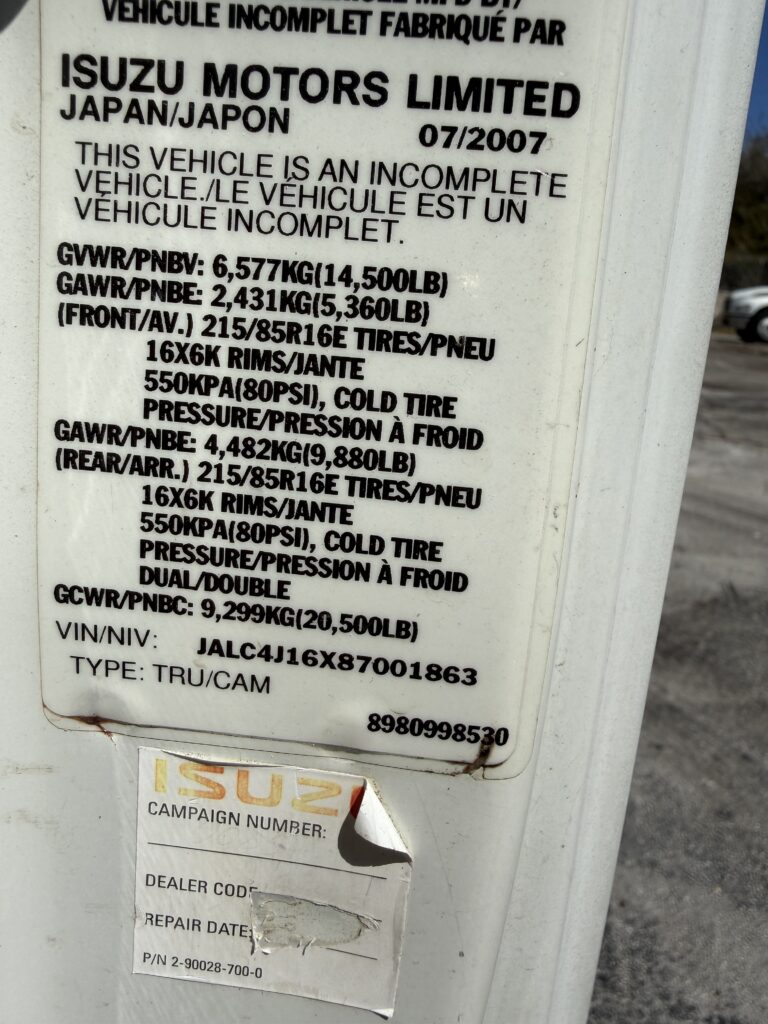 VÉHICULE INCOMPLET FABRIQUÉ PAR
ISUZU MOTORS LIMITED
JAPAN/JAPON 07/2007
THIS VEHICLE IS AN INCOMPLETE
VEHICLE./LE VÉHICULE EST UN
VÉHICULE INCOMPLET.
GVWR/PNBV: 6,577KG(14,500LB)
GAWR/PNBE: 2,431KG(5,360LB)
(FRONT/AV.) 215/85R16E TIRES/PNEU
16X6K RIMS/JANTE
550KPA(80PSI), COLD TIRE
PRESSURE/PRESSION À FROID
GAWR/PNBE: 4,482KG(9,880LB)
(REAR/ARR.) 215/85R16E TIRES/PNEU
16X6K RIMS/JANTE
550KPA(80PSI), COLD TIRE
PRESSURE/PRESSION À FROID
DUAL/DOUBLE
GCWR/PNBC: 9,299KG(20,500LB)
VIN/NIV: JALC4J16X87001863
TYPE: TRU/CAM
8980998530
ISUZU
CAMPAIGN NUMBER:
DEALER CODE
REPAIR DATE:
P/N 2-90028-700-0